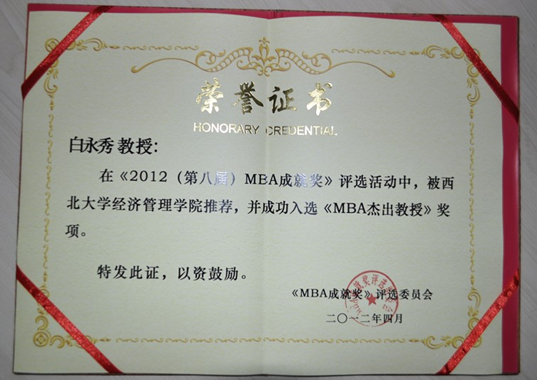 荣誉证书
HONORARY CREDENTIAL
白永秀教授：
在《2012（第八届）MBA成就奖》评选活动中，被西
北大学经济管理学院推荐，并成功入选《MBA杰出教授》奖
项。
特发此证，以资鼓励。
《MBA成就奖》评选委员会
二〇一二年四月